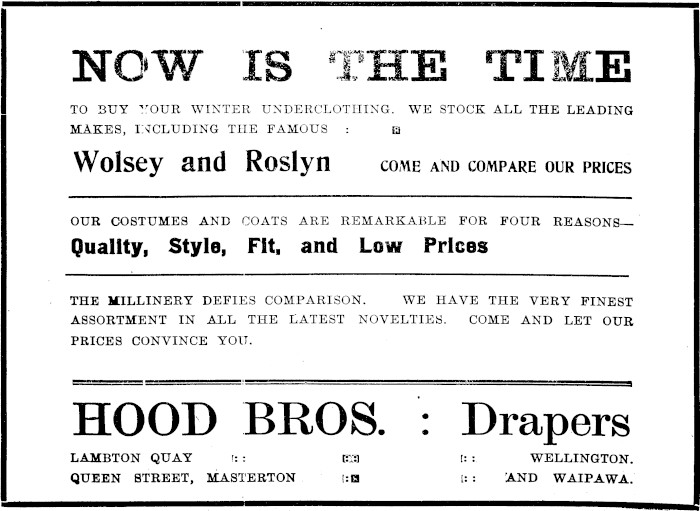 NOW IS THE TIME
TO BUY YOUR WINTER UNDERCLOTHING. WE STOCK ALL THE LEADING
MAKES, INCLUDING THE FAMOUS :
Wolsey and Roslyn COME AND COMPARE OUR PRICES
OUR COSTUMES AND COATS ARE REMARKABLE FOR FOUR REASONS—
Quality, Style, Fit, and Low Prices
THE MILLINERY DEFIES COMPARISON. WE HAVE THE VERY FINEST
ASSORTMENT IN ALL THE LATEST NOVELTIES. COME AND LET OUR
PRICES CONVINCE YOU.
HOOD BROS. : Drapers
LAMBTON QUAY :: :: :: WELLINGTON.
QUEEN STREET, MASTERTON :: :: AND WAIPAWA.